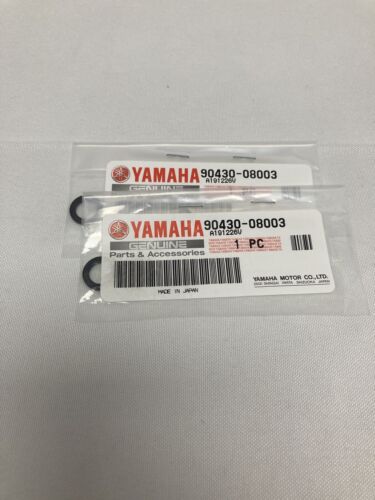 YAMAHA 90430-08003
GENUINE A191226V
YAMAHA 90430-08003
GENUINE A191226V
Parts & Accessories 1 PC
YAMAHA MOTOR CO.,LTD.
MADE IN JAPAN